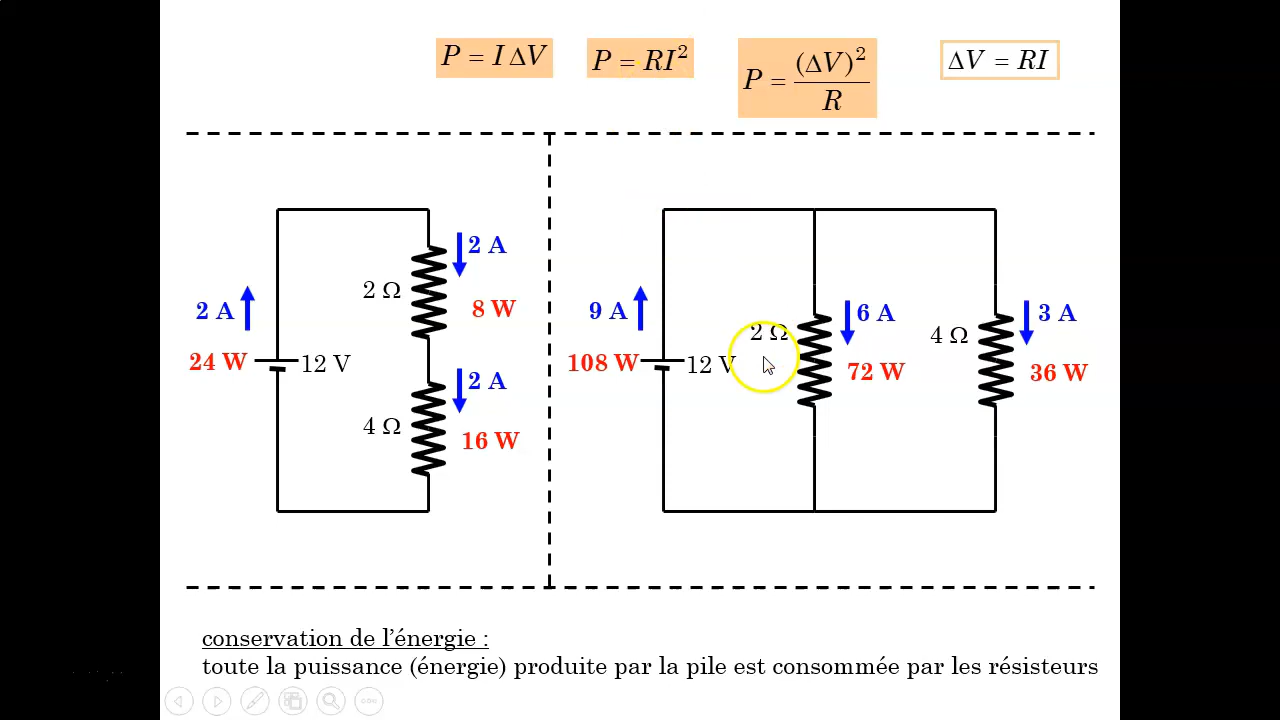 P = I ΔV
P = RI²
P = (ΔV)² / R
ΔV = RI
2 A
2 Ω
8 W
2 A
24 W
12 V
2 A
4 Ω
16 W
9 A
108 W
12 V
2 Ω
6 A
72 W
4 Ω
3 A
36 W
conservation de l’énergie :
toute la puissance (énergie) produite par la pile est consommée par les résisteurs